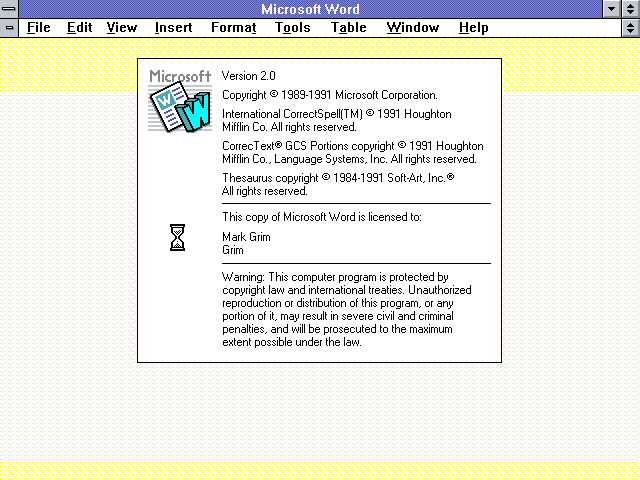 Microsoft Word
File Edit View Insert Format Tools Table Window Help
Microsoft
W
W
Version 2.0
Copyright © 1989-1991 Microsoft Corporation.
International CorrectSpell(TM) © 1991 Houghton
Mifflin Co. All rights reserved.
CorrecText® GCS Portions copyright © 1991 Houghton
Mifflin Co., Language Systems, Inc. All rights reserved.
Thesaurus copyright © 1984-1991 Soft-Art, Inc.®
All rights reserved.
This copy of Microsoft Word is licensed to:
Mark Grim
Grim
Warning: This computer program is protected by
copyright law and international treaties. Unauthorized
reproduction or distribution of this program, or any
portion of it, may result in severe civil and criminal
penalties, and will be prosecuted to the maximum
extent possible under the law.